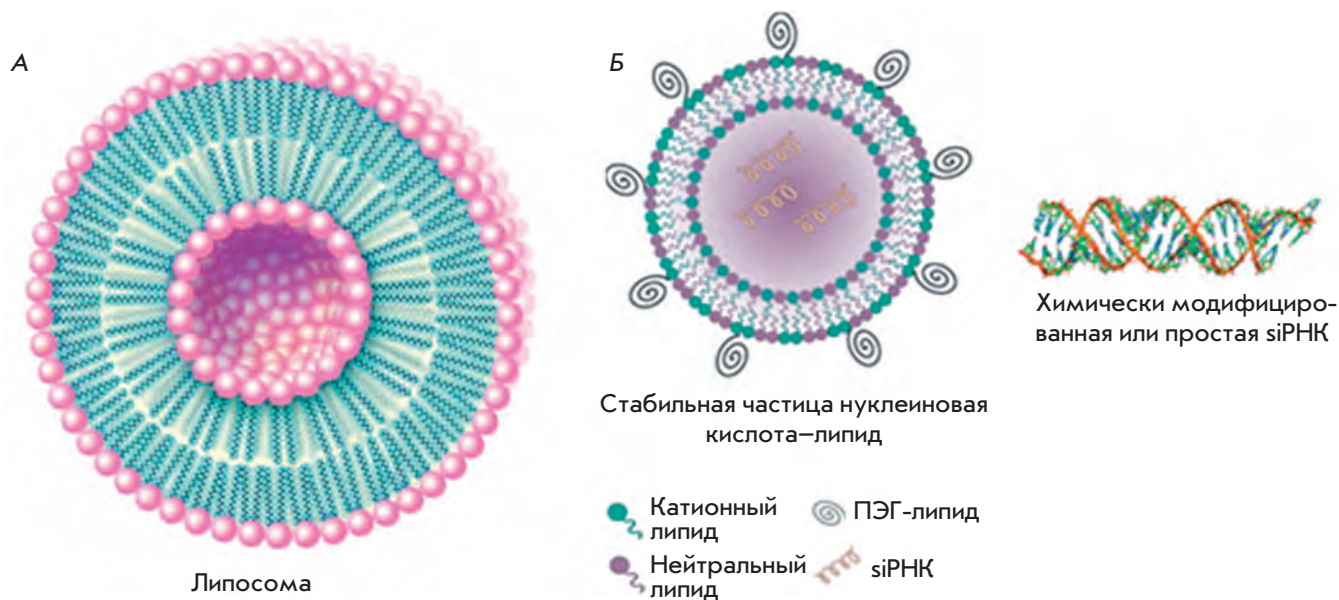 А
Липосома
Б
Стабильная частица нуклеиновая
кислота–липид
Катионный
липид
Нейтральный
липид
ПЭГ-липид
siРНК
Химически модифициро-
ванная или простая siРНК